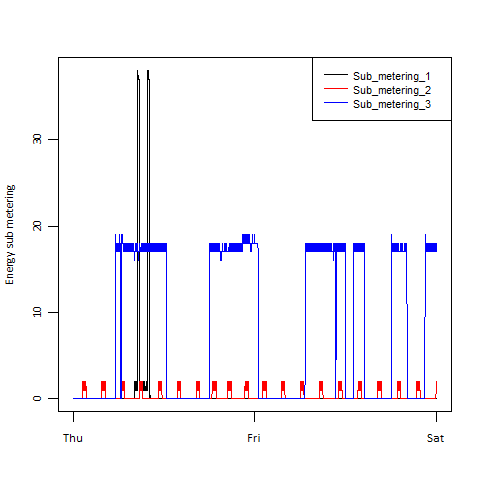 Sub_metering_1
Sub_metering_2
Sub_metering_3
Energy sub metering
30
20
10
0
Thu Fri Sat